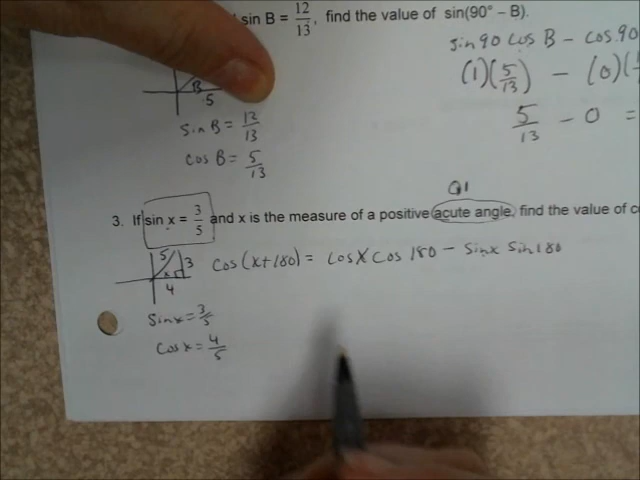 sin B = 12/13, find the value of sin(90° – B).
sin 90 cos B – cos 90
(1)(5/13) – (0)(
5/13 – 0 =
B
5
sin B = 12/13
cos B = 5/13
Q1
3. If sin x = 3/5 and x is the measure of a positive acute angle, find the value of c
5
3
x
4
cos(x+180) = cos x cos 180 – sin x sin 180
sin x = 3/5
cos x = 4/5